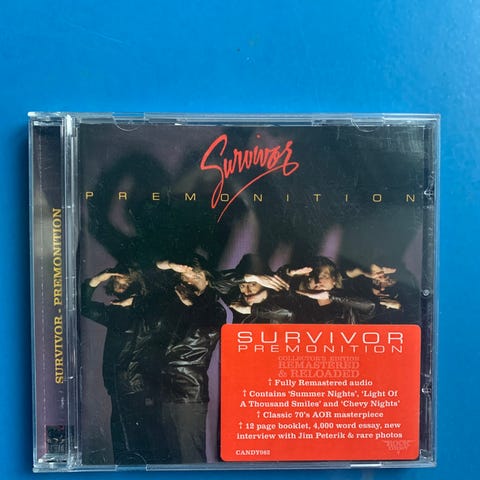 Survivor
PREMONITION
SURVIVOR - PREMONITION
SURVIVOR
PREMONITION
COLLECTOR'S EDITION
REMASTERED
& RELOADED
↑ Fully Remastered audio
↑ Contains 'Summer Nights', 'Light Of
A Thousand Smiles' and 'Chevy Nights'
↑ Classic 70's AOR masterpiece
↑ 12 page booklet, 4,000 word essay, new
interview with Jim Peterik & rare photos
CANDY062
ROCK
CANDY